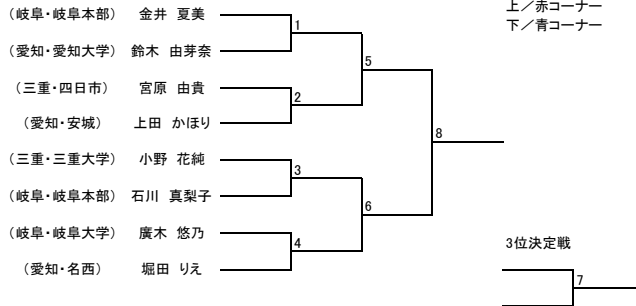 上／赤コーナー
下／青コーナー
（岐阜・岐阜本部） 金井 夏美
1
（愛知・愛知大学） 鈴木 由芽奈
5
（三重・四日市） 宮原 由貴
2
（愛知・安城） 上田 かほり
8
（三重・三重大学） 小野 花純
3
（岐阜・岐阜本部） 石川 真梨子
6
（岐阜・岐阜大学） 廣木 悠乃
4
（愛知・名西） 堀田 りえ
3位決定戦
7